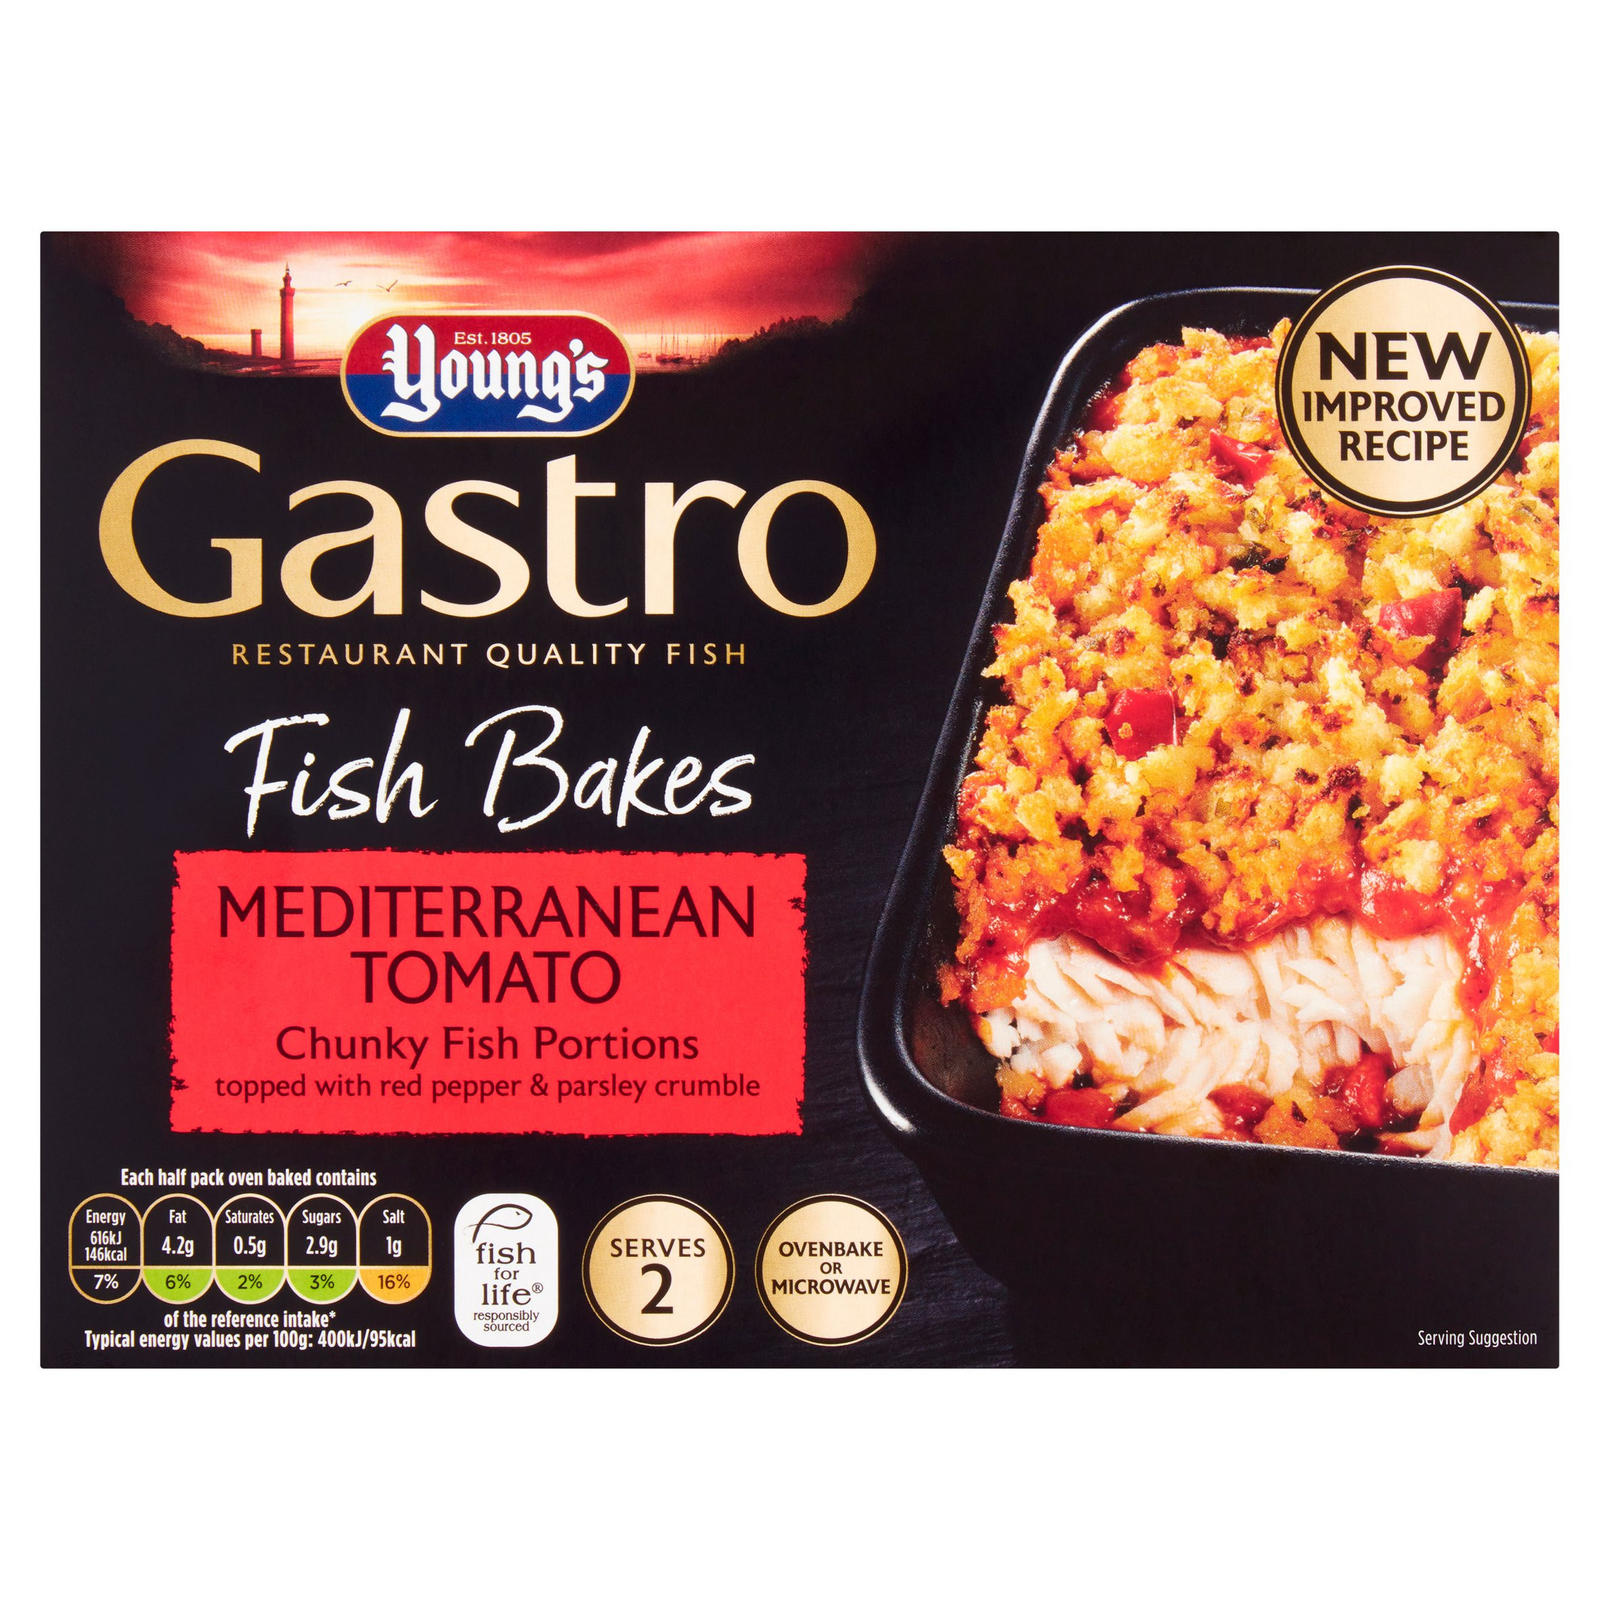 Est. 1805
Young's
Gastro
RESTAURANT QUALITY FISH
Fish Bakes
MEDITERRANEAN
TOMATO
Chunky Fish Portions
topped with red pepper & parsley crumble
NEW
IMPROVED
RECIPE
Each half pack oven baked contains
Energy
616kJ
146kcal
7%
Fat
4.2g
6%
Saturates
0.5g
2%
Sugars
2.9g
3%
Salt
1g
16%
of the reference intake*
Typical energy values per 100g: 400kJ/95kcal
fish
for
life®
responsibly
sourced
SERVES
2
OVENBAKE
OR
MICROWAVE
Serving Suggestion